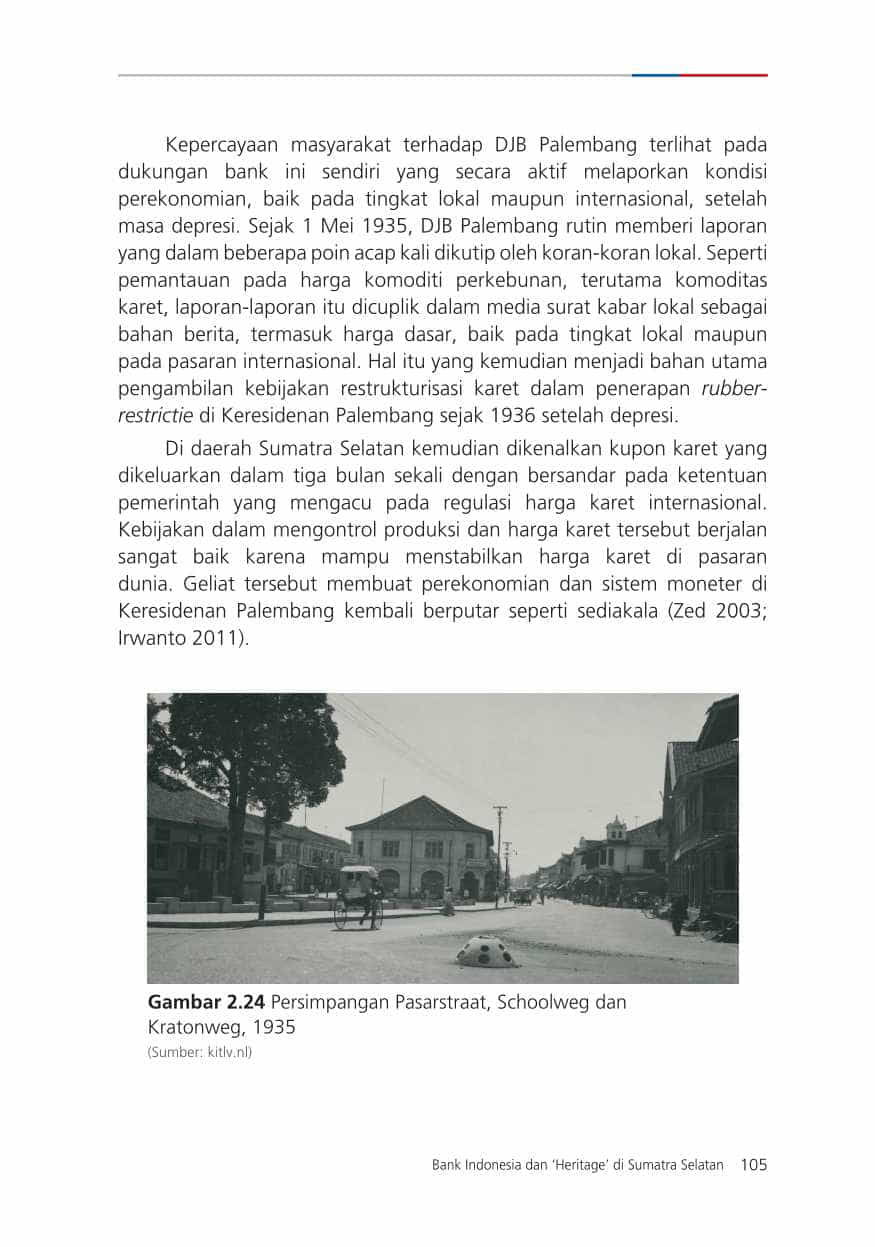 Kepercayaan masyarakat terhadap DJB Palembang terlihat pada
dukungan bank ini sendiri yang secara aktif melaporkan kondisi
perekonomian, baik pada tingkat lokal maupun internasional, setelah
masa depresi. Sejak 1 Mei 1935, DJB Palembang rutin memberi laporan
yang dalam beberapa poin acap kali dikutip oleh koran-koran lokal. Seperti
pemantauan pada harga komoditi perkebunan, terutama komoditas
karet, laporan-laporan itu dicuplik dalam media surat kabar lokal sebagai
bahan berita, termasuk harga dasar, baik pada tingkat lokal maupun
pada pasaran internasional. Hal itu yang kemudian menjadi bahan utama
pengambilan kebijakan restrukturisasi karet dalam penerapan rubber-
restrictie di Keresidenan Palembang sejak 1936 setelah depresi.
Di daerah Sumatra Selatan kemudian dikenalkan kupon karet yang
dikeluarkan dalam tiga bulan sekali dengan bersandar pada ketentuan
pemerintah yang mengacu pada regulasi harga karet internasional.
Kebijakan dalam mengontrol produksi dan harga karet tersebut berjalan
sangat baik karena mampu menstabilkan harga karet di pasaran
dunia. Geliat tersebut membuat perekonomian dan sistem moneter di
Keresidenan Palembang kembali berputar seperti sediakala (Zed 2003;
Irwanto 2011).
Gambar 2.24 Persimpangan Pasarstraat, Schoolweg dan
Kratonweg, 1935
(Sumber: kitlv.nl)
Bank Indonesia dan ‘Heritage’ di Sumatra Selatan 105